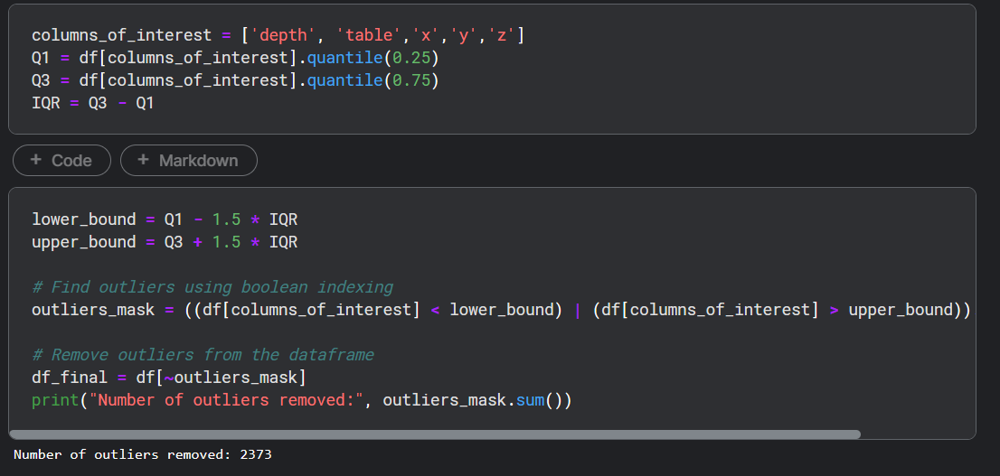 columns_of_interest = ['depth', 'table','x','y','z']
Q1 = df[columns_of_interest].quantile(0.25)
Q3 = df[columns_of_interest].quantile(0.75)
IQR = Q3 - Q1
+ Code + Markdown
lower_bound = Q1 - 1.5 * IQR
upper_bound = Q3 + 1.5 * IQR
# Find outliers using boolean indexing
outliers_mask = ((df[columns_of_interest] < lower_bound) | (df[columns_of_interest] > upper_bound))
# Remove outliers from the dataframe
df_final = df[~outliers_mask]
print("Number of outliers removed:", outliers_mask.sum())
Number of outliers removed: 2373